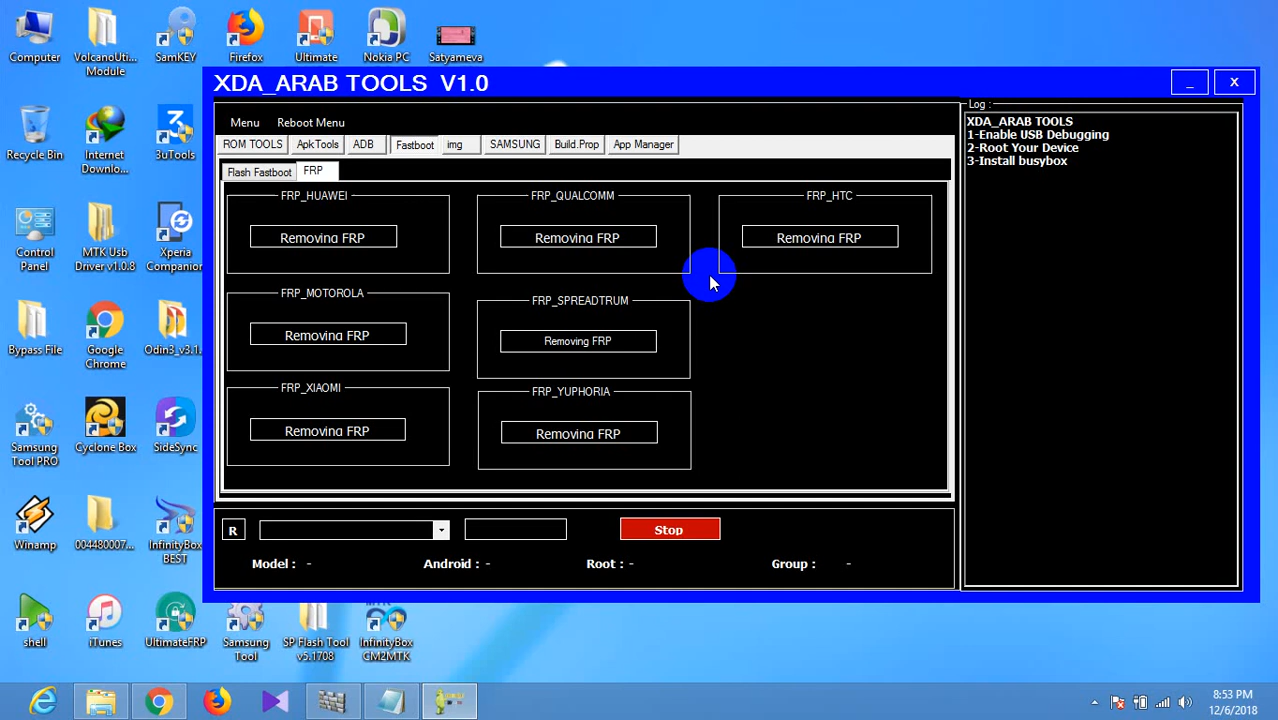 Computer
VolcanoUti...
Module
SamKEY
Firefox
Ultimate
Nokia PC
Satyameva
Recycle Bin
Internet
Downlo...
3uTools
Control
Panel
MTK Usb
Driver v1.0.8
Xperia
Companion
Bypass File
Google
Chrome
Odin3_v3.1.
Samsung
Tool PRO
Cyclone Box
SideSync
Winamp
004480007...
InfinityBox
BEST
shell
iTunes
UltimateFRP
Samsung
Tool
SP Flash Tool
v5.1708
InfinityBox
CM2MTK
XDA_ARAB TOOLS V1.0
_
X
Menu
Reboot Menu
ROM TOOLS
ApkTools
ADB
Fastboot
img
SAMSUNG
Build.Prop
App Manager
Flash Fastboot
FRP
FRP_HUAWEI
Removing FRP
FRP_QUALCOMM
Removing FRP
FRP_HTC
Removing FRP
FRP_MOTOROLA
Removing FRP
FRP_SPREADTRUM
Removing FRP
FRP_XIAOMI
Removing FRP
FRP_YUPHORIA
Removing FRP
R
Stop
Model : -
Android : -
Root : -
Group : -
Log :
XDA_ARAB TOOLS
1-Enable USB Debugging
2-Root Your Device
3-Install busybox
8:53 PM
12/6/2018